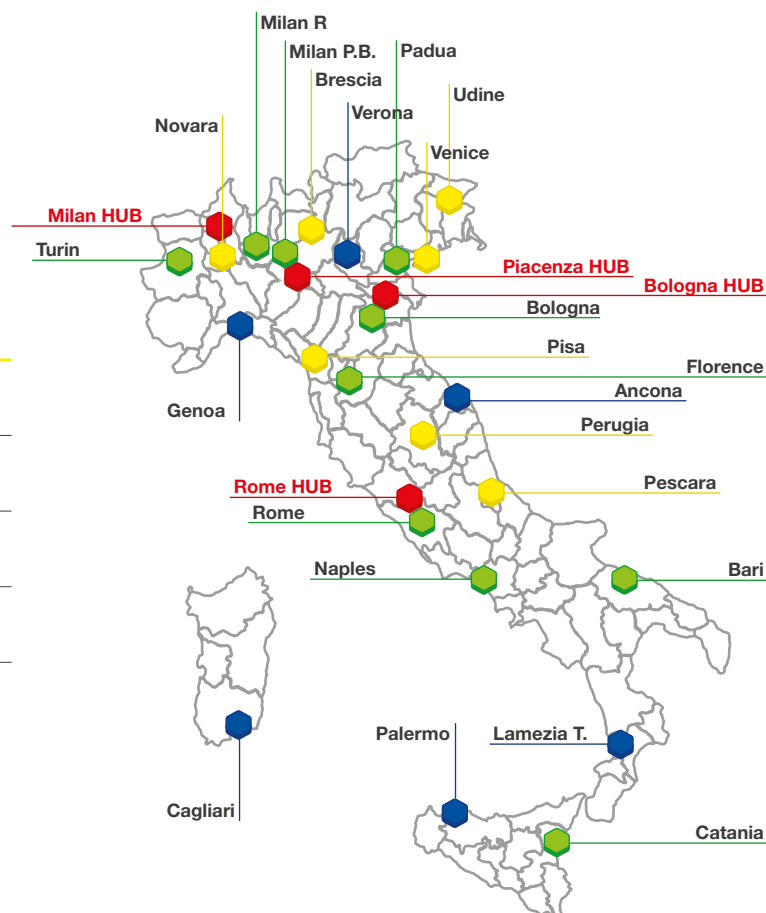 Milan R
Milan P.B.
Padua
Brescia
Udine
Verona
Novara
Venice
Milan HUB
Turin
Piacenza HUB
Bologna HUB
Bologna
Pisa
Florence
Ancona
Genoa
Perugia
Pescara
Rome HUB
Rome
Naples
Bari
Palermo
Lamezia T.
Cagliari
Catania